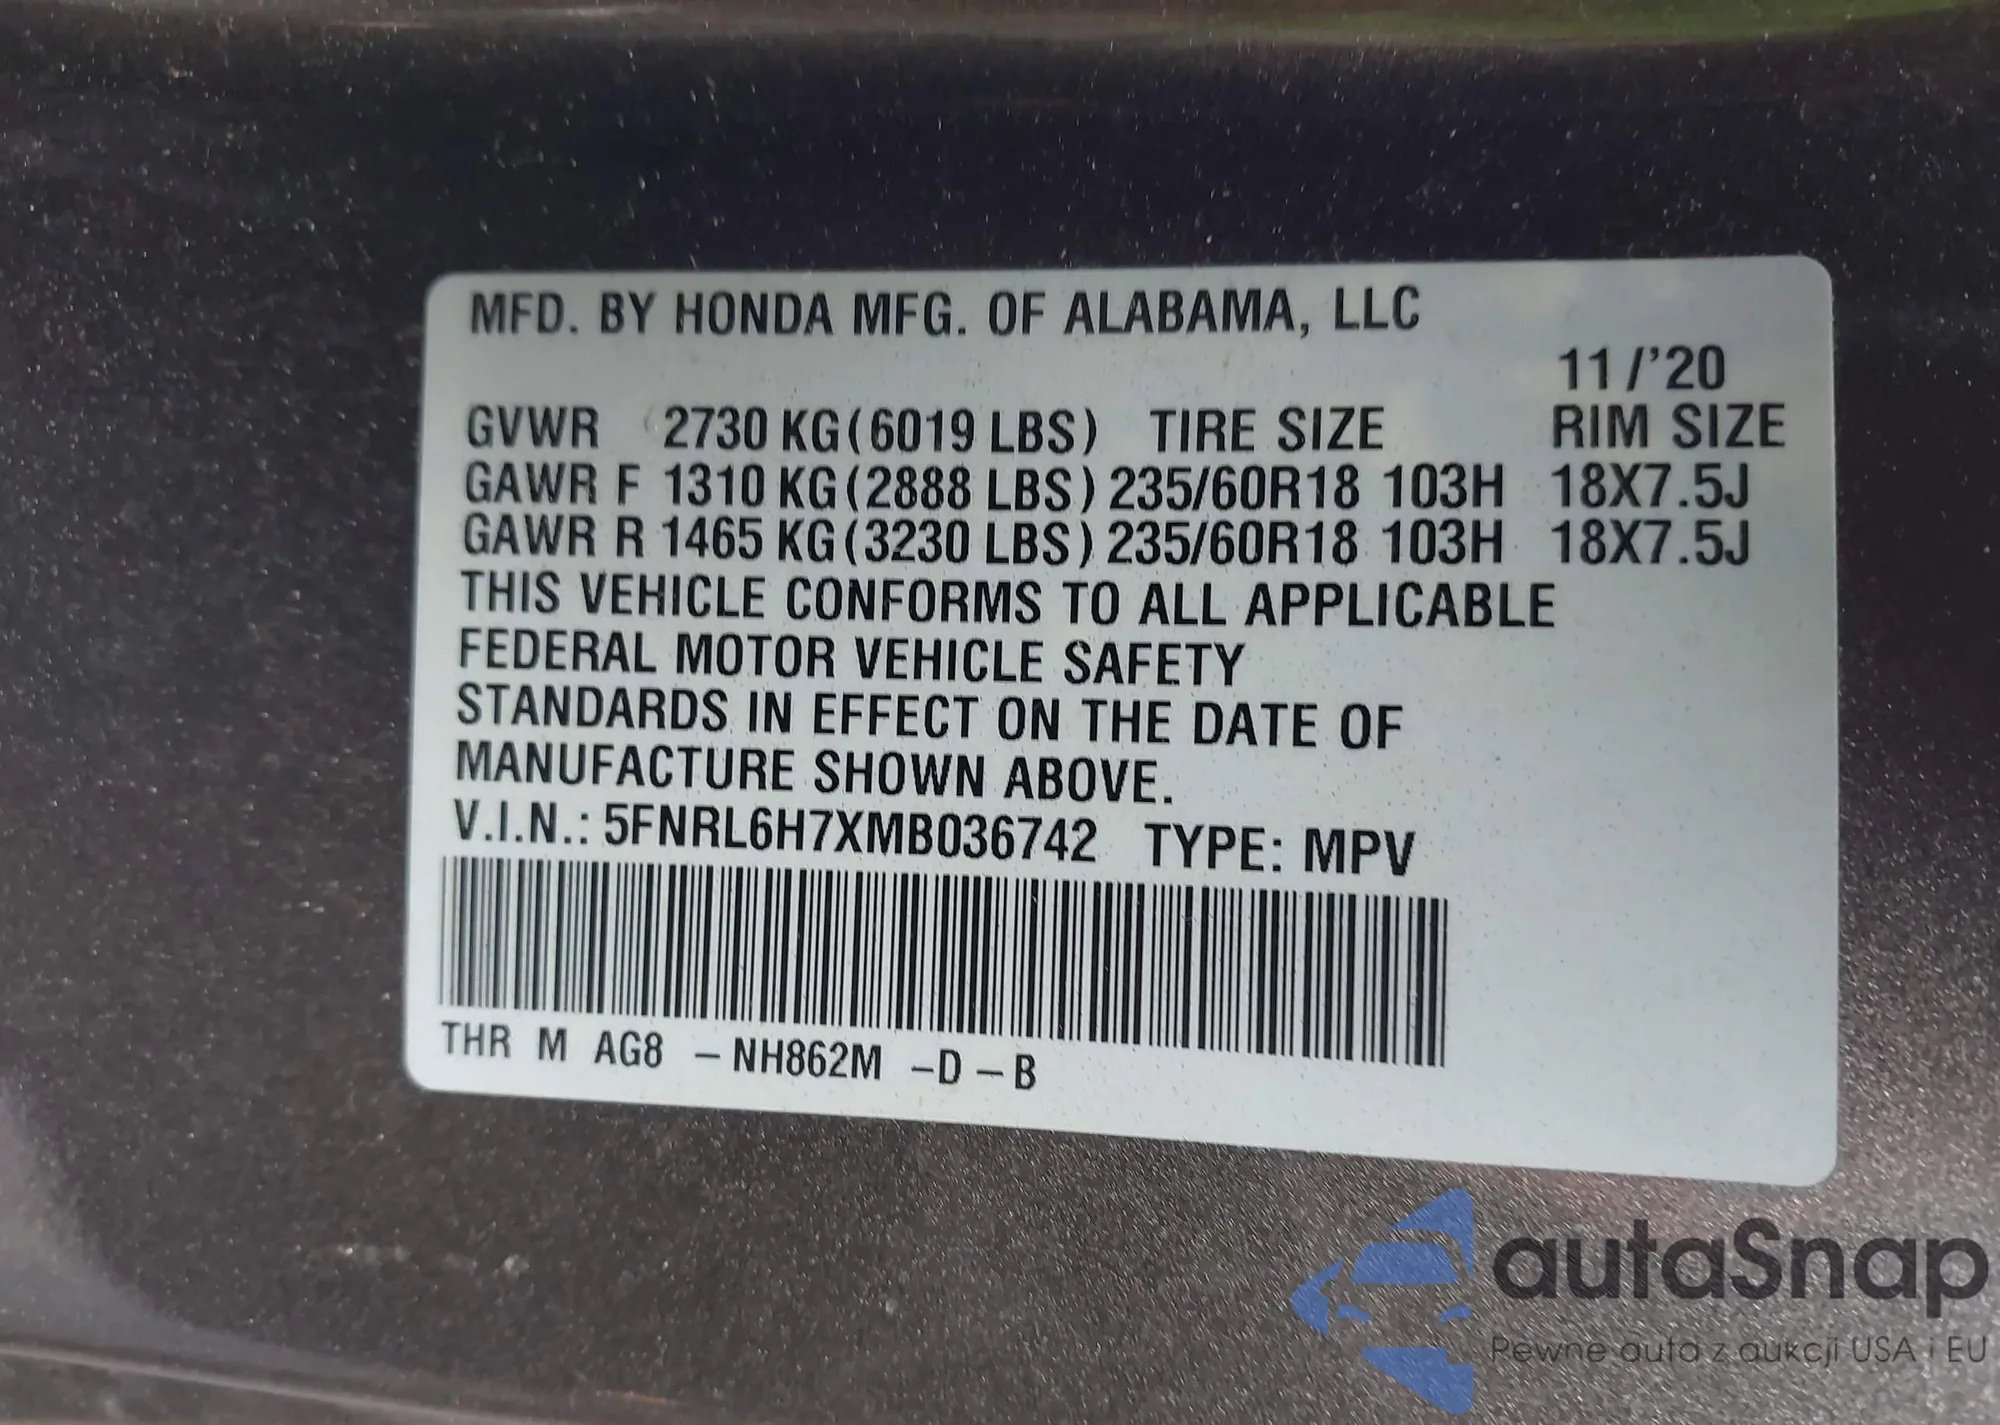 MFD. BY HONDA MFG. OF ALABAMA, LLC
11/'20
GVWR 2730 KG(6019 LBS) TIRE SIZE RIM SIZE
GAWR F 1310 KG(2888 LBS) 235/60R18 103H 18X7.5J
GAWR R 1465 KG(3230 LBS) 235/60R18 103H 18X7.5J
THIS VEHICLE CONFORMS TO ALL APPLICABLE
FEDERAL MOTOR VEHICLE SAFETY
STANDARDS IN EFFECT ON THE DATE OF
MANUFACTURE SHOWN ABOVE.
V.I.N.: 5FNRL6H7XMB036742 TYPE: MPV
THR M AG8 -NH862M -D-B
autaSnap
Pewne auta z aukcji USA i EU